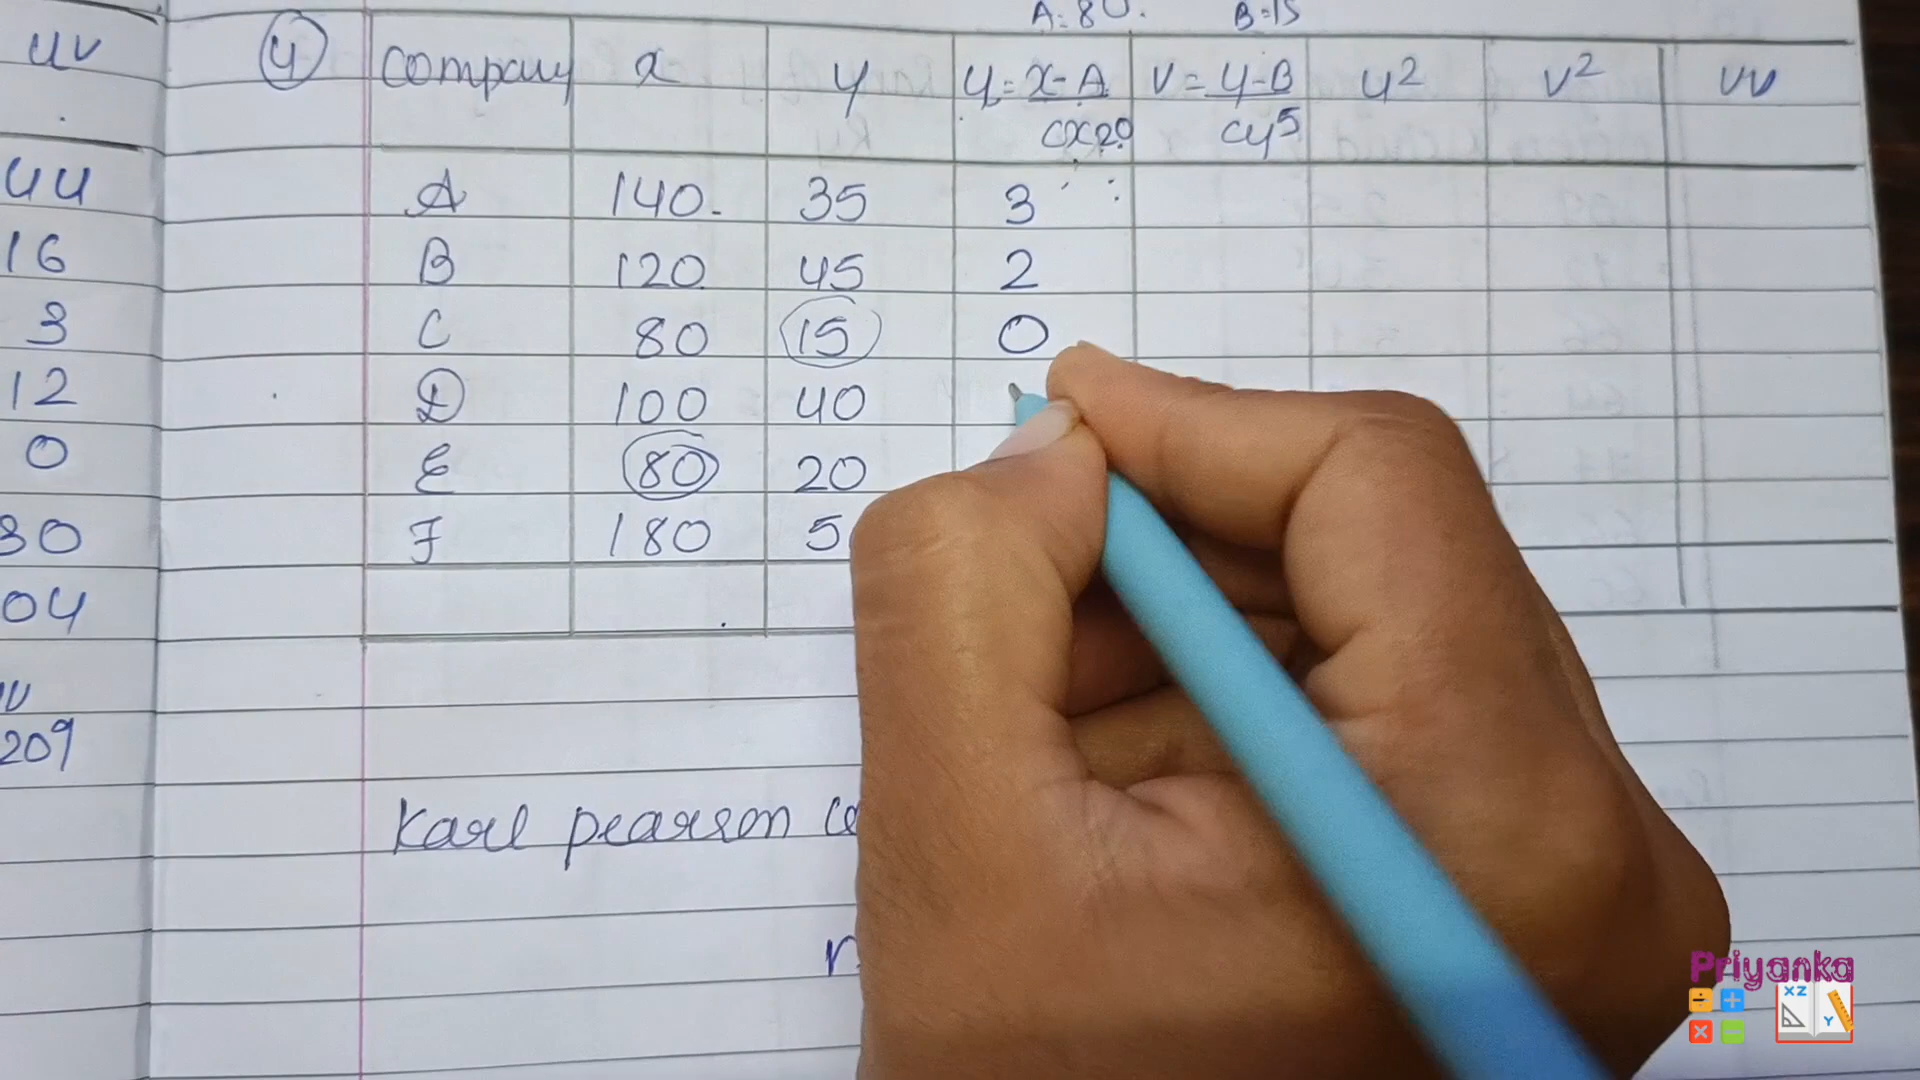 A=80. B=15
uv
4 company x y u=x-A v=y-B u² v² uv
cx20 cy5
44 A 140 35 3
16 B 120 45 2
3 C 80 15 0
12 D 100 40
0 E 80 20
30 F 180 5
04
209
Karl pearson
r
Priyanka
÷ + XZ
× − Y